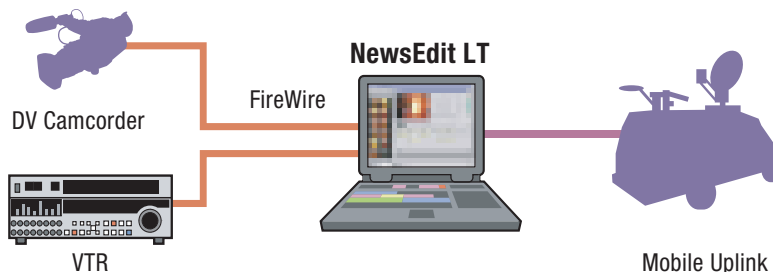 NewsEdit LT
FireWire
DV Camcorder
VTR
Mobile Uplink